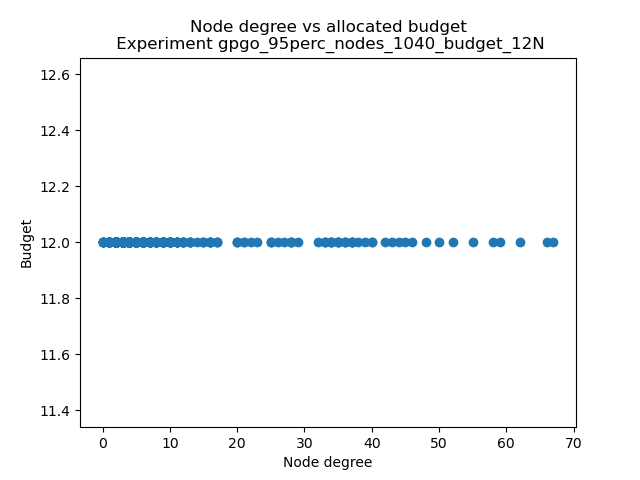 Node degree vs allocated budget
Experiment gpgo_95perc_nodes_1040_budget_12N
12.6
12.4
12.2
12.0
11.8
11.6
11.4
Budget
0 10 20 30 40 50 60 70
Node degree